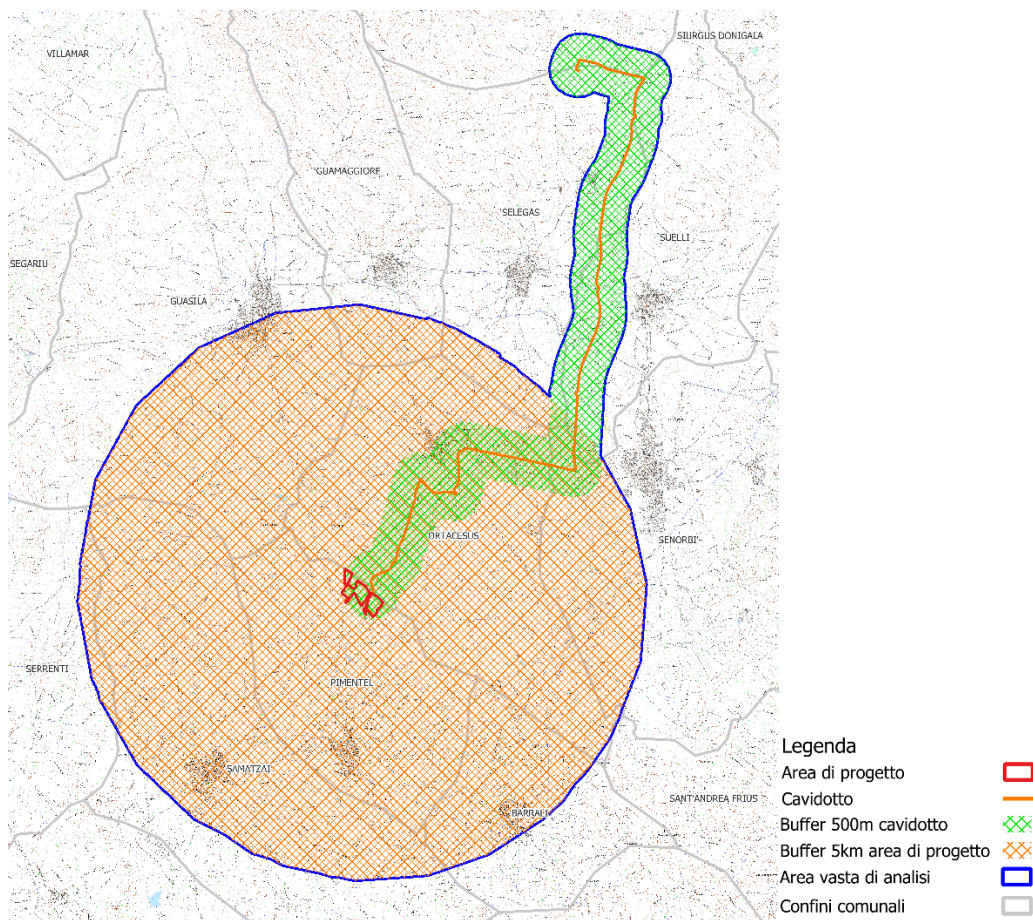 SIURGUS DONIGALA
VILLAMAR
GUAMAGGIORE
SELEGAS
SUELLI
SEGARIU
GUASILA
ORTACESUS
SENORBI'
SERRENTI
PIMENTEL
SAMATZAI
SANT'ANDREA FRIUS
BARRALI
Legenda
Area di progetto
Cavidotto
Buffer 500m cavidotto
Buffer 5km area di progetto
Area vasta di analisi
Confini comunali